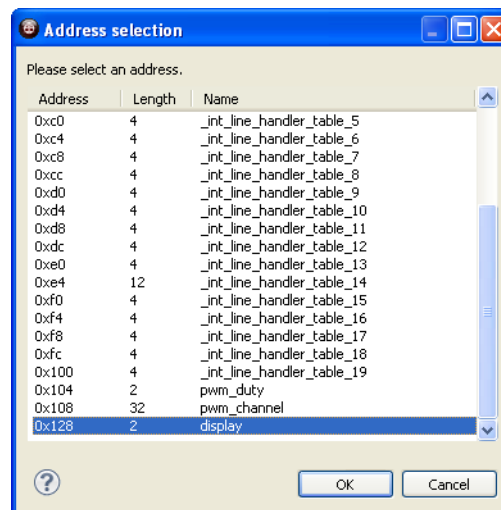 Address selection
Please select an address.
Address Length Name
0xc0 4 _int_line_handler_table_5
0xc4 4 _int_line_handler_table_6
0xc8 4 _int_line_handler_table_7
0xcc 4 _int_line_handler_table_8
0xd0 4 _int_line_handler_table_9
0xd4 4 _int_line_handler_table_10
0xd8 4 _int_line_handler_table_11
0xdc 4 _int_line_handler_table_12
0xe0 4 _int_line_handler_table_13
0xe4 12 _int_line_handler_table_14
0xf0 4 _int_line_handler_table_15
0xf4 4 _int_line_handler_table_16
0xf8 4 _int_line_handler_table_17
0xfc 4 _int_line_handler_table_18
0x100 4 _int_line_handler_table_19
0x104 2 pwm_duty
0x108 32 pwm_channel
0x128 2 display
? OK Cancel